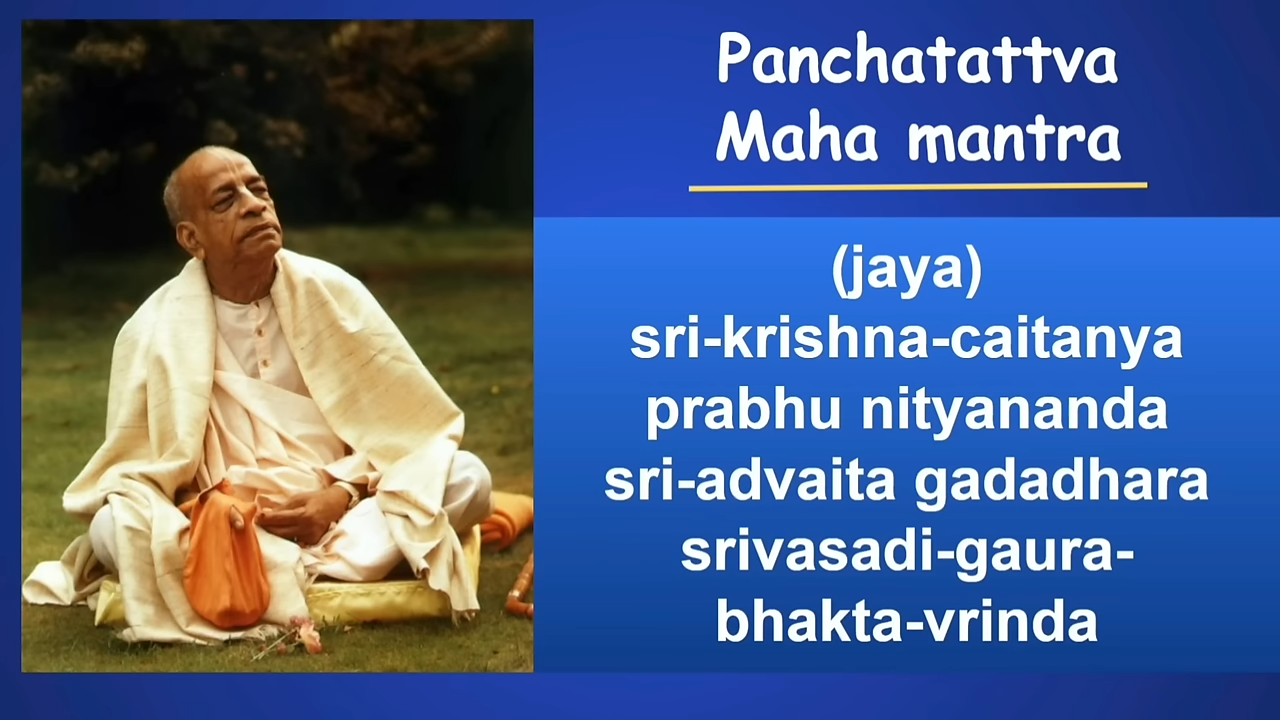 Panchatattva
Maha mantra
(jaya)
sri-krishna-caitanya
prabhu nityananda
sri-advaita gadadhara
srivasadi-gaura-
bhakta-vrinda